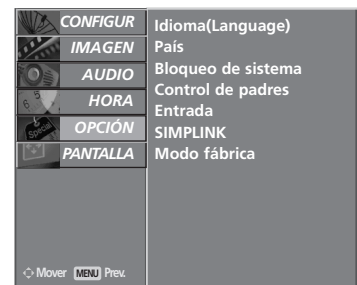 CONFIGUR
IMAGEN
AUDIO
HORA
OPCIÓN
PANTALLA
Idioma(Language)
País
Bloqueo de sistema
Control de padres
Entrada
SIMPLINK
Modo fábrica
Mover MENU Prev.